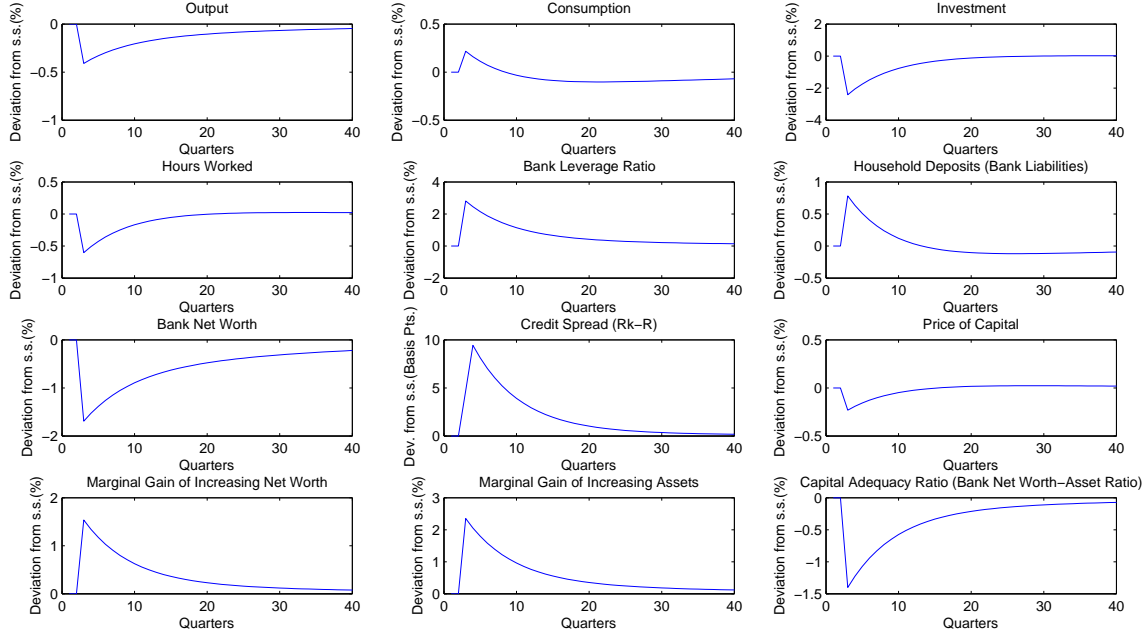 Output
Deviation from s.s.(%)
0
−0.5
−1
0 10 20 30 40
Quarters
Consumption
Deviation from s.s.(%)
0.5
0
−0.5
0 10 20 30 40
Quarters
Investment
Deviation from s.s.(%)
2
0
−2
−4
0 10 20 30 40
Quarters
Hours Worked
Deviation from s.s.(%)
0.5
0
−0.5
−1
0 10 20 30 40
Quarters
Bank Leverage Ratio
Deviation from s.s.(%)
4
2
0
−2
0 10 20 30 40
Quarters
Household Deposits (Bank Liabilities)
Deviation from s.s.(%)
1
0.5
0
−0.5
0 10 20 30 40
Quarters
Bank Net Worth
Deviation from s.s.(%)
0
−1
−2
0 10 20 30 40
Quarters
Credit Spread (Rk−R)
Dev. from s.s.(Basis Pts.)
10
5
0
0 10 20 30 40
Quarters
Price of Capital
Deviation from s.s.(%)
0.5
0
−0.5
0 10 20 30 40
Quarters
Marginal Gain of Increasing Net Worth
Deviation from s.s.(%)
2
1
0
0 10 20 30 40
Quarters
Marginal Gain of Increasing Assets
Deviation from s.s.(%)
3
2
1
0
0 10 20 30 40
Quarters
Capital Adequacy Ratio (Bank Net Worth−Asset Ratio)
Deviation from s.s.(%)
0
−0.5
−1
−1.5
0 10 20 30 40
Quarters